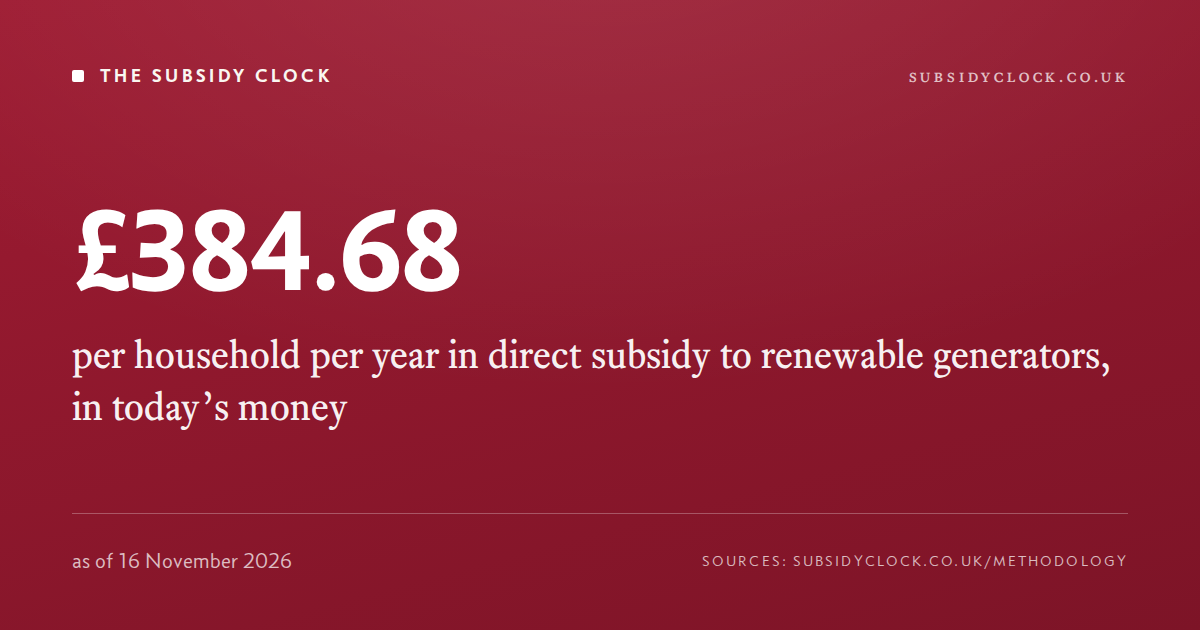 THE SUBSIDY CLOCK
SUBSIDYCLOCK.CO.UK
£384.68
per household per year in direct subsidy to renewable generators,
in today’s money
as of 16 November 2026
SOURCES: SUBSIDYCLOCK.CO.UK/METHODOLOGY